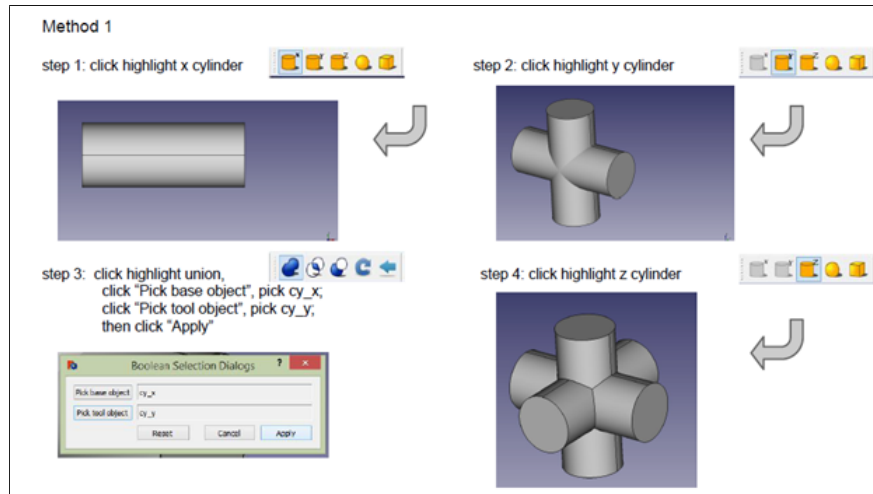 Method 1
step 1: click highlight x cylinder
step 2: click highlight y cylinder
step 3: click highlight union,
click "Pick base object", pick cy_x;
click "Pick tool object", pick cy_y;
then click "Apply"
Boolean Selection Dialogs ? ×
Pick base object cy_x
Pick tool object cy_y
Reset Cancel Apply
step 4: click highlight z cylinder